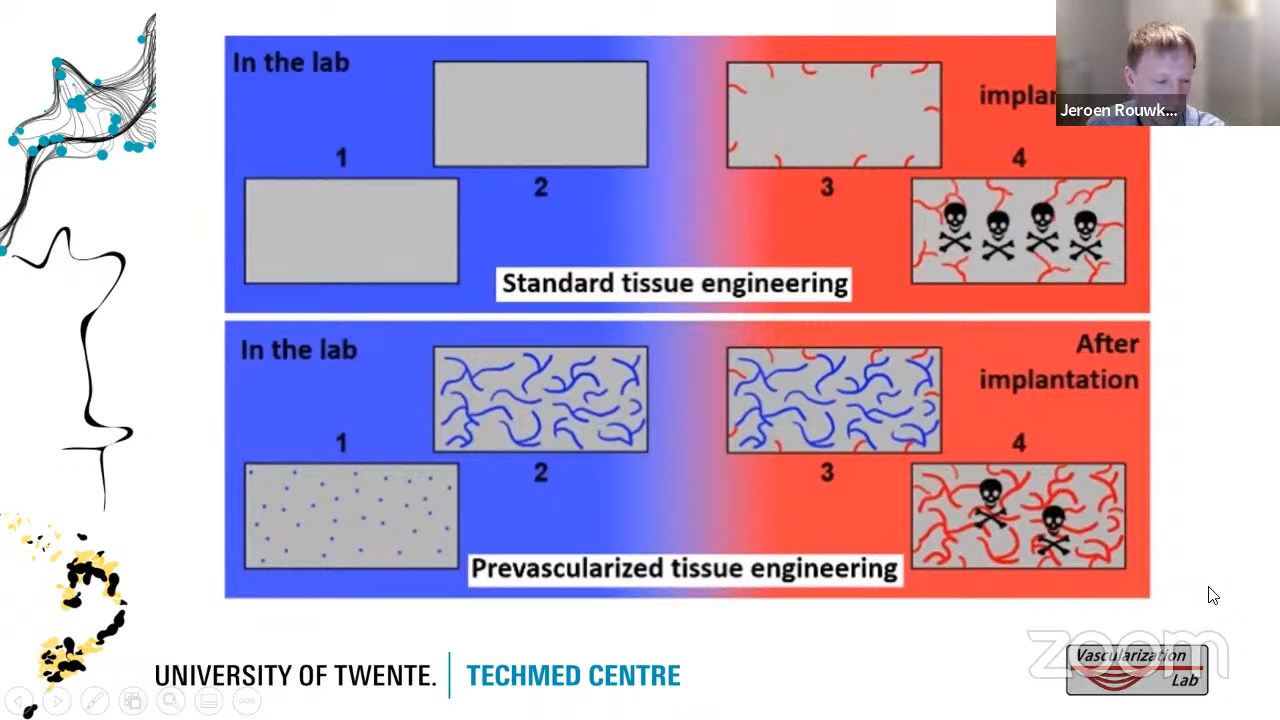 In the lab
implan
Jeroen Rouwk...
1
2
3
4
Standard tissue engineering
In the lab
After
implantation
1
2
3
4
Prevascularized tissue engineering
UNIVERSITY OF TWENTE.
TECHMED CENTRE
zoom
Vascularization
Lab